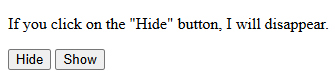 If you click on the "Hide" button, I will disappear.
Hide Show